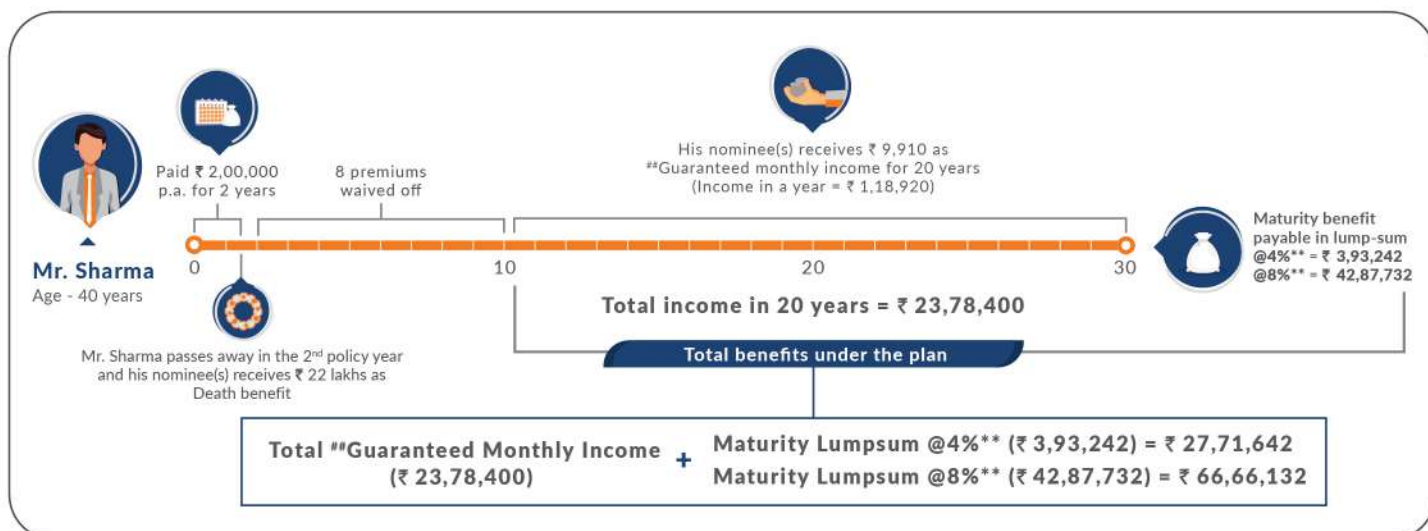 Mr. Sharma
Age - 40 years
Paid ₹ 2,00,000
p.a. for 2 years
8 premiums
waived off
His nominee(s) receives ₹ 9,910 as
##Guaranteed monthly income for 20 years
(Income in a year = ₹ 1,18,920)
0
10
20
30
Maturity benefit
payable in lump-sum
@4%** = ₹ 3,93,242
@8%** = ₹ 42,87,732
Mr. Sharma passes away in the 2nd policy year
and his nominee(s) receives ₹ 22 lakhs as
Death benefit
Total income in 20 years = ₹ 23,78,400
Total benefits under the plan
Total ##Guaranteed Monthly Income
(₹ 23,78,400)
+
Maturity Lumpsum @4%** (₹ 3,93,242) = ₹ 27,71,642
Maturity Lumpsum @8%** (₹ 42,87,732) = ₹ 66,66,132